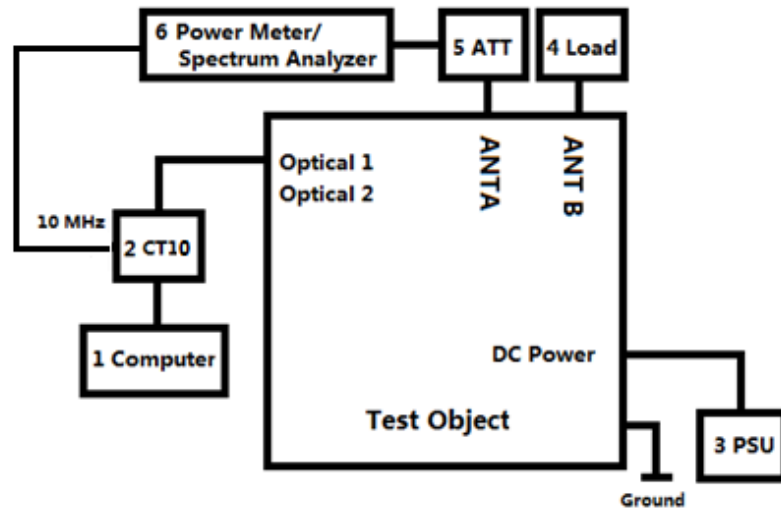 6 Power Meter/
Spectrum Analyzer
5 ATT
4 Load
Optical 1
Optical 2
ANTA
ANT B
10 MHz
2 CT10
1 Computer
DC Power
Test Object
3 PSU
Ground